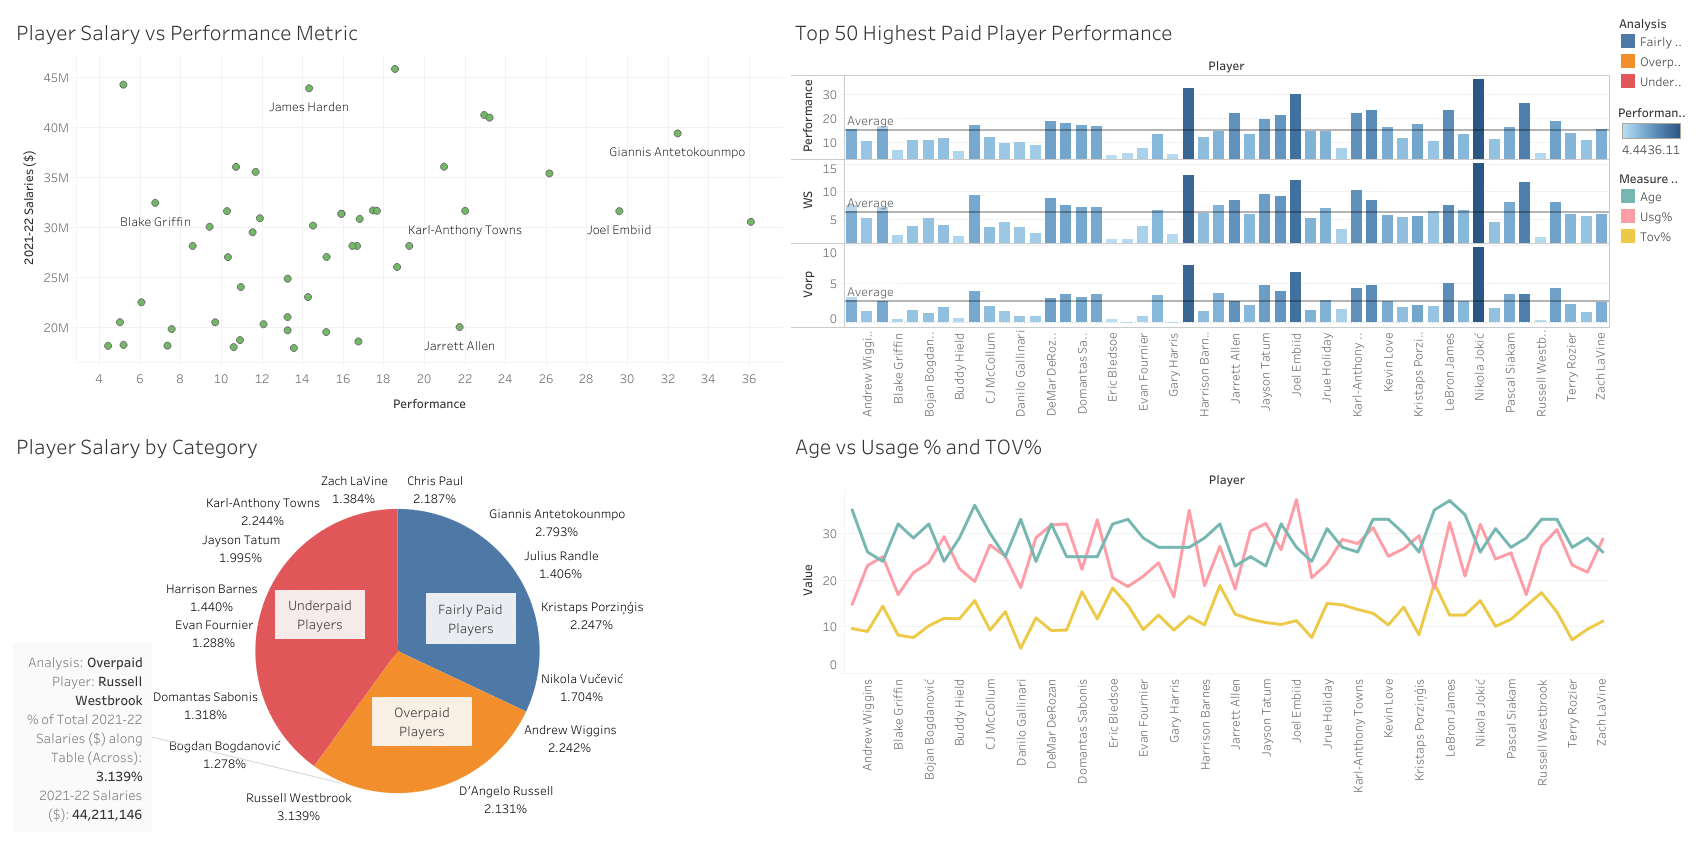 Player Salary vs Performance Metric
2021-22 Salaries ($)
45M
40M
35M
30M
25M
20M
James Harden
Giannis Antetokounmpo
Blake Griffin
Karl-Anthony Towns
Joel Embiid
Jarrett Allen
4 6 8 10 12 14 16 18 20 22 24 26 28 30 32 34 36
Performance
Top 50 Highest Paid Player Performance
Player
Performance
30
20
10
Average
WS
15
10
5
Average
Vorp
10
5
0
Average
Andrew Wiggi..
Blake Griffin
Bojan Bogdan..
Buddy Hield
CJ McCollum
Danilo Gallinari
DeMar DeRoz..
Domantas Sa..
Eric Bledsoe
Evan Fournier
Gary Harris
Harrison Barn..
Jarrett Allen
Jayson Tatum
Joel Embiid
Jrue Holiday
Karl-Anthony ..
Kevin Love
Kristaps Porzi..
LeBron James
Nikola Jokić
Pascal Siakam
Russell Westb..
Terry Rozier
Zach LaVine
Analysis
Fairly ..
Overp..
Under..
Performan..
4.4436.11
Measure ..
Age
Usg%
Tov%
Player Salary by Category
Zach LaVine
1.384%
Chris Paul
2.187%
Karl-Anthony Towns
2.244%
Giannis Antetokounmpo
2.793%
Jayson Tatum
1.995%
Julius Randle
1.406%
Harrison Barnes
1.440%
Kristaps Porziņģis
2.247%
Evan Fournier
1.288%
Underpaid
Players
Fairly Paid
Players
Overpaid
Players
Nikola Vučević
1.704%
Domantas Sabonis
1.318%
Andrew Wiggins
2.242%
Bogdan Bogdanović
1.278%
D'Angelo Russell
2.131%
Russell Westbrook
3.139%
Analysis: Overpaid
Player: Russell
Westbrook
% of Total 2021-22
Salaries ($) along
Table (Across):
3.139%
2021-22 Salaries
($): 44,211,146
Age vs Usage % and TOV%
Player
Value
30
20
10
0
Andrew Wiggins
Blake Griffin
Bojan Bogdanović
Buddy Hield
CJ McCollum
Danilo Gallinari
DeMar DeRozan
Domantas Sabonis
Eric Bledsoe
Evan Fournier
Gary Harris
Harrison Barnes
Jarrett Allen
Jayson Tatum
Joel Embiid
Jrue Holiday
Karl-Anthony Towns
Kevin Love
Kristaps Porziņģis
LeBron James
Nikola Jokić
Pascal Siakam
Russell Westbrook
Terry Rozier
Zach LaVine